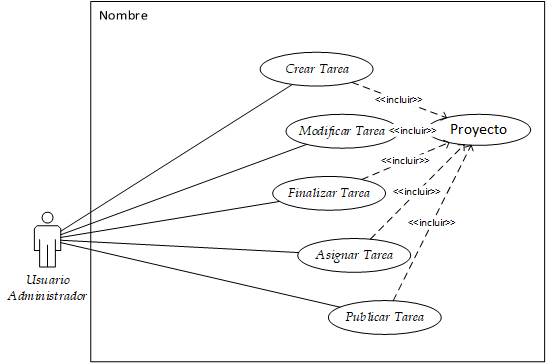 Nombre
Crear Tarea
<<incluir>>
Modificar Tarea
<<incluir>>
Proyecto
<<incluir>>
Finalizar Tarea
<<incluir>>
<<incluir>>
Asignar Tarea
Usuario
Administrador
Publicar Tarea